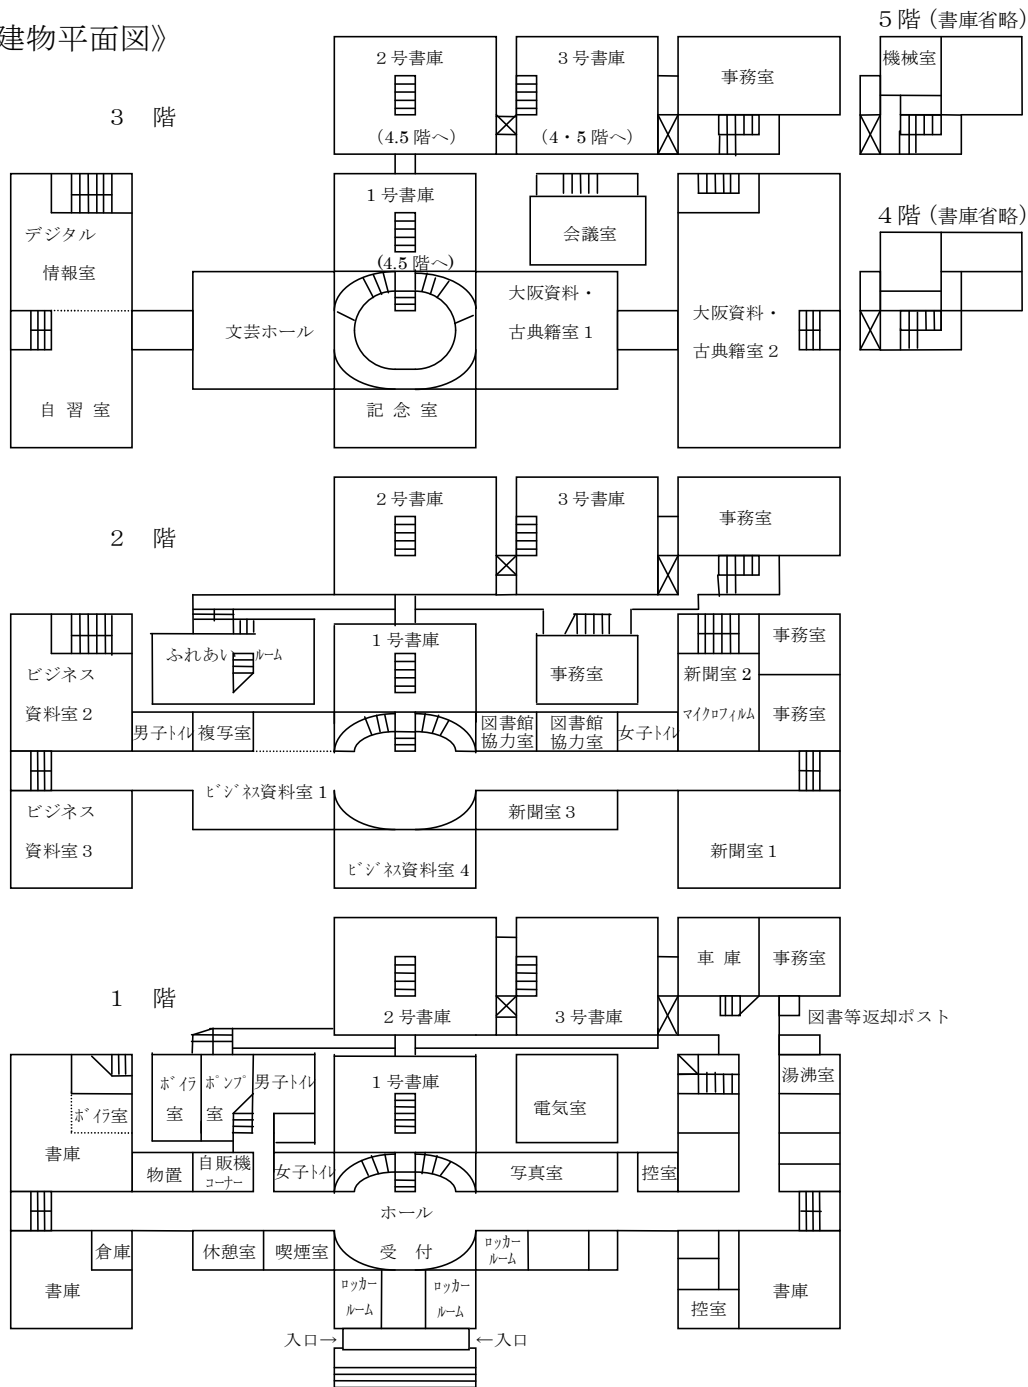 建物平面図》
5階（書庫省略）
機械室
3 階
2号書庫
(4.5階へ)
3号書庫
(4・5階へ)
事務室
4階（書庫省略）
デジタル
情報室
1号書庫
(4.5階へ)
会議室
文芸ホール
大阪資料・
古典籍室1
大阪資料・
古典籍室2
自習室
記念室
2 階
2号書庫
3号書庫
事務室
ビジネス
資料室2
ふれあいルーム
1号書庫
事務室
新聞室2
マイクロフィルム
事務室
事務室
男子トイレ
複写室
図書館
協力室
図書館
協力室
女子トイレ
ビジネス資料室1
新聞室3
ビジネス
資料室3
ビジネス資料室4
新聞室1
1 階
2号書庫
3号書庫
車庫
事務室
図書等返却ポスト
ボイラ室
書庫
ボイラ
室
ポンプ
室
男子トイレ
1号書庫
電気室
湯沸室
物置
自販機
コーナー
女子トイレ
写真室
控室
ホール
受付
倉庫
書庫
休憩室
喫煙室
ロッカー
ルーム
ロッカー
ルーム
ロッカー
ルーム
控室
書庫
入口→
←入口